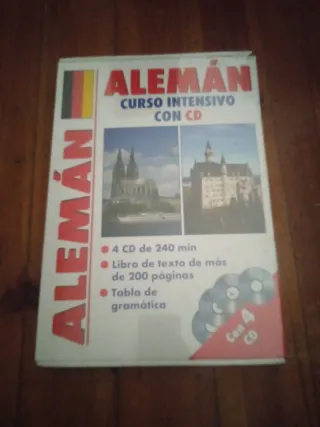 ALEMÁN
ALEMÁN
CURSO INTENSIVO
CON CD
4 CD de 240 min
Libro de texto de más
de 200 páginas
Tabla de
gramática
Con 4
CD